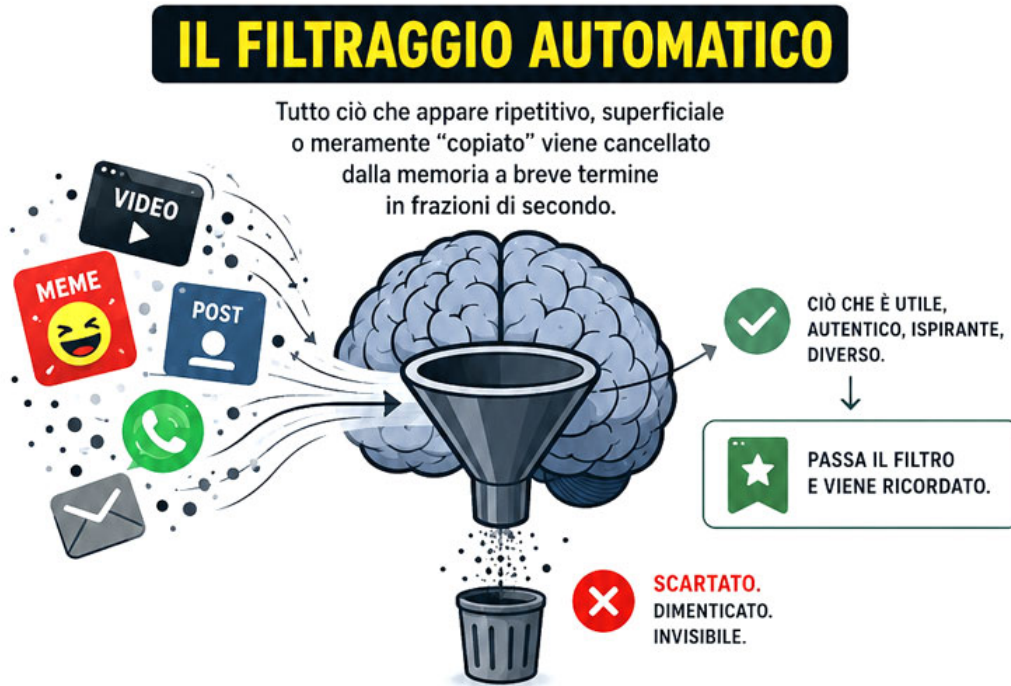 IL FILTRAGGIO AUTOMATICO
Tutto ciò che appare ripetitivo, superficiale
o meramente “copiato” viene cancellato
dalla memoria a breve termine
in frazioni di secondo.
VIDEO
MEME
POST
CIÒ CHE È UTILE,
AUTENTICO, ISPIRANTE,
DIVERSO.
PASSA IL FILTRO
E VIENE RICORDATO.
SCARTATO.
DIMENTICATO.
INVISIBILE.